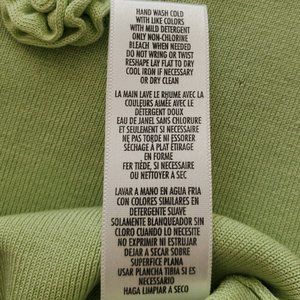 HAND WASH COLD
WITH LIKE COLORS
WITH MILD DETERGENT
ONLY NON-CHLORINE
BLEACH WHEN NEEDED
DO NOT WRING OR TWIST
RESHAPE LAY FLAT TO DRY
COOL IRON IF NECESSARY
OR DRY CLEAN
LA MAIN LAVE LE RHUME AVEC LA
COULEURS AIMÉE AVEC LE
DÉTERGENT DOUX
EAU DE JANEL SANS CHLORURE
ET SEULEMENT SI NECESSAIRE
NE PAS TORDE NI ESSORER
SÉCHAGE À PLAT ÉTIRAGE
EN FORME
FER TIÈDE, SI NECESSAIRE
OU NETTOYER A SEC
LAVAR A MANO EN AGUA FRIA
CON COLORES SIMILARES EN
DETERGENTE SUAVE
SOLAMENTE BLANQUEADOR SIN
CLORO CUANDO LO NECESITE
NO EXPRIMIR NI ESTRUJAR
DEJAR A SECAR SOBRE
SUPERFICE PLANA
USAR PLANCHA TIBIA SI ES
NECESSARIO
HAGA LIMPIAR A SECO